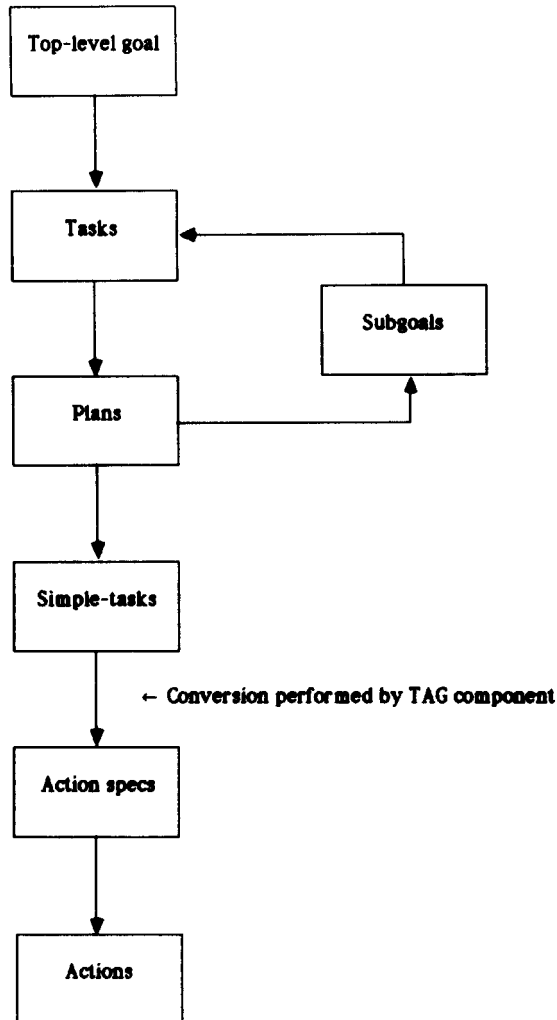 Top-level goal
Tasks
Subgoals
Plans
Simple-tasks
← Conversion performed by TAG component
Action specs
Actions